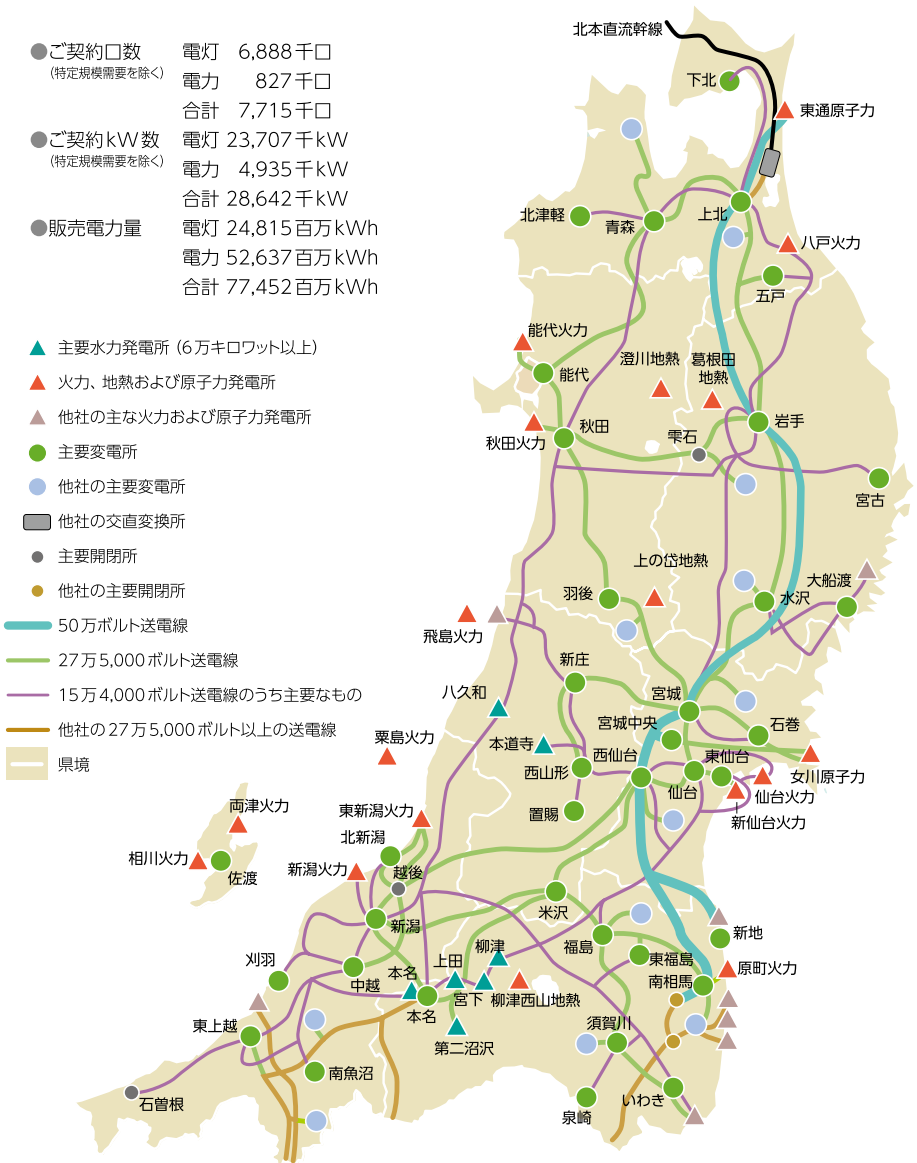 ●ご契約口数 電灯 6,888千口
(特定規模需要を除く) 電力 827千口
合計 7,715千口
●ご契約kW数 電灯 23,707千kW
(特定規模需要を除く) 電力 4,935千kW
合計 28,642千kW
●販売電力量 電灯 24,815百万kWh
電力 52,637百万kWh
合計 77,452百万kWh
主要水力発電所（6万キロワット以上）
火力、地熱および原子力発電所
他社の主な火力および原子力発電所
主要変電所
他社の主要変電所
他社の交直変換所
主要開閉所
他社の主要開閉所
50万ボルト送電線
27万5,000ボルト送電線
15万4,000ボルト送電線のうち主要なもの
他社の27万5,000ボルト以上の送電線
県境
北本直流幹線
下北
東通原子力
北津軽
青森
上北
八戸火力
五戸
能代火力
能代
澄川地熱
葛根田
地熱
秋田火力
秋田
雫石
岩手
宮古
上の岱地熱
大船渡
羽後
水沢
飛島火力
新庄
八久和
宮城
宮城中央
石巻
粟島火力
本道寺
西仙台
東仙台
西山形
女川原子力
仙台
仙台火力
置賜
新仙台火力
両津火力
東新潟火力
北新潟
相川火力
佐渡
新潟火力
越後
米沢
新潟
福島
新地
刈羽
中越
本名
上田
柳津
東福島
原町火力
南相馬
宮下
柳津西山地熱
本名
東上越
第二沼沢
須賀川
南魚沼
石曽根
泉崎
いわき